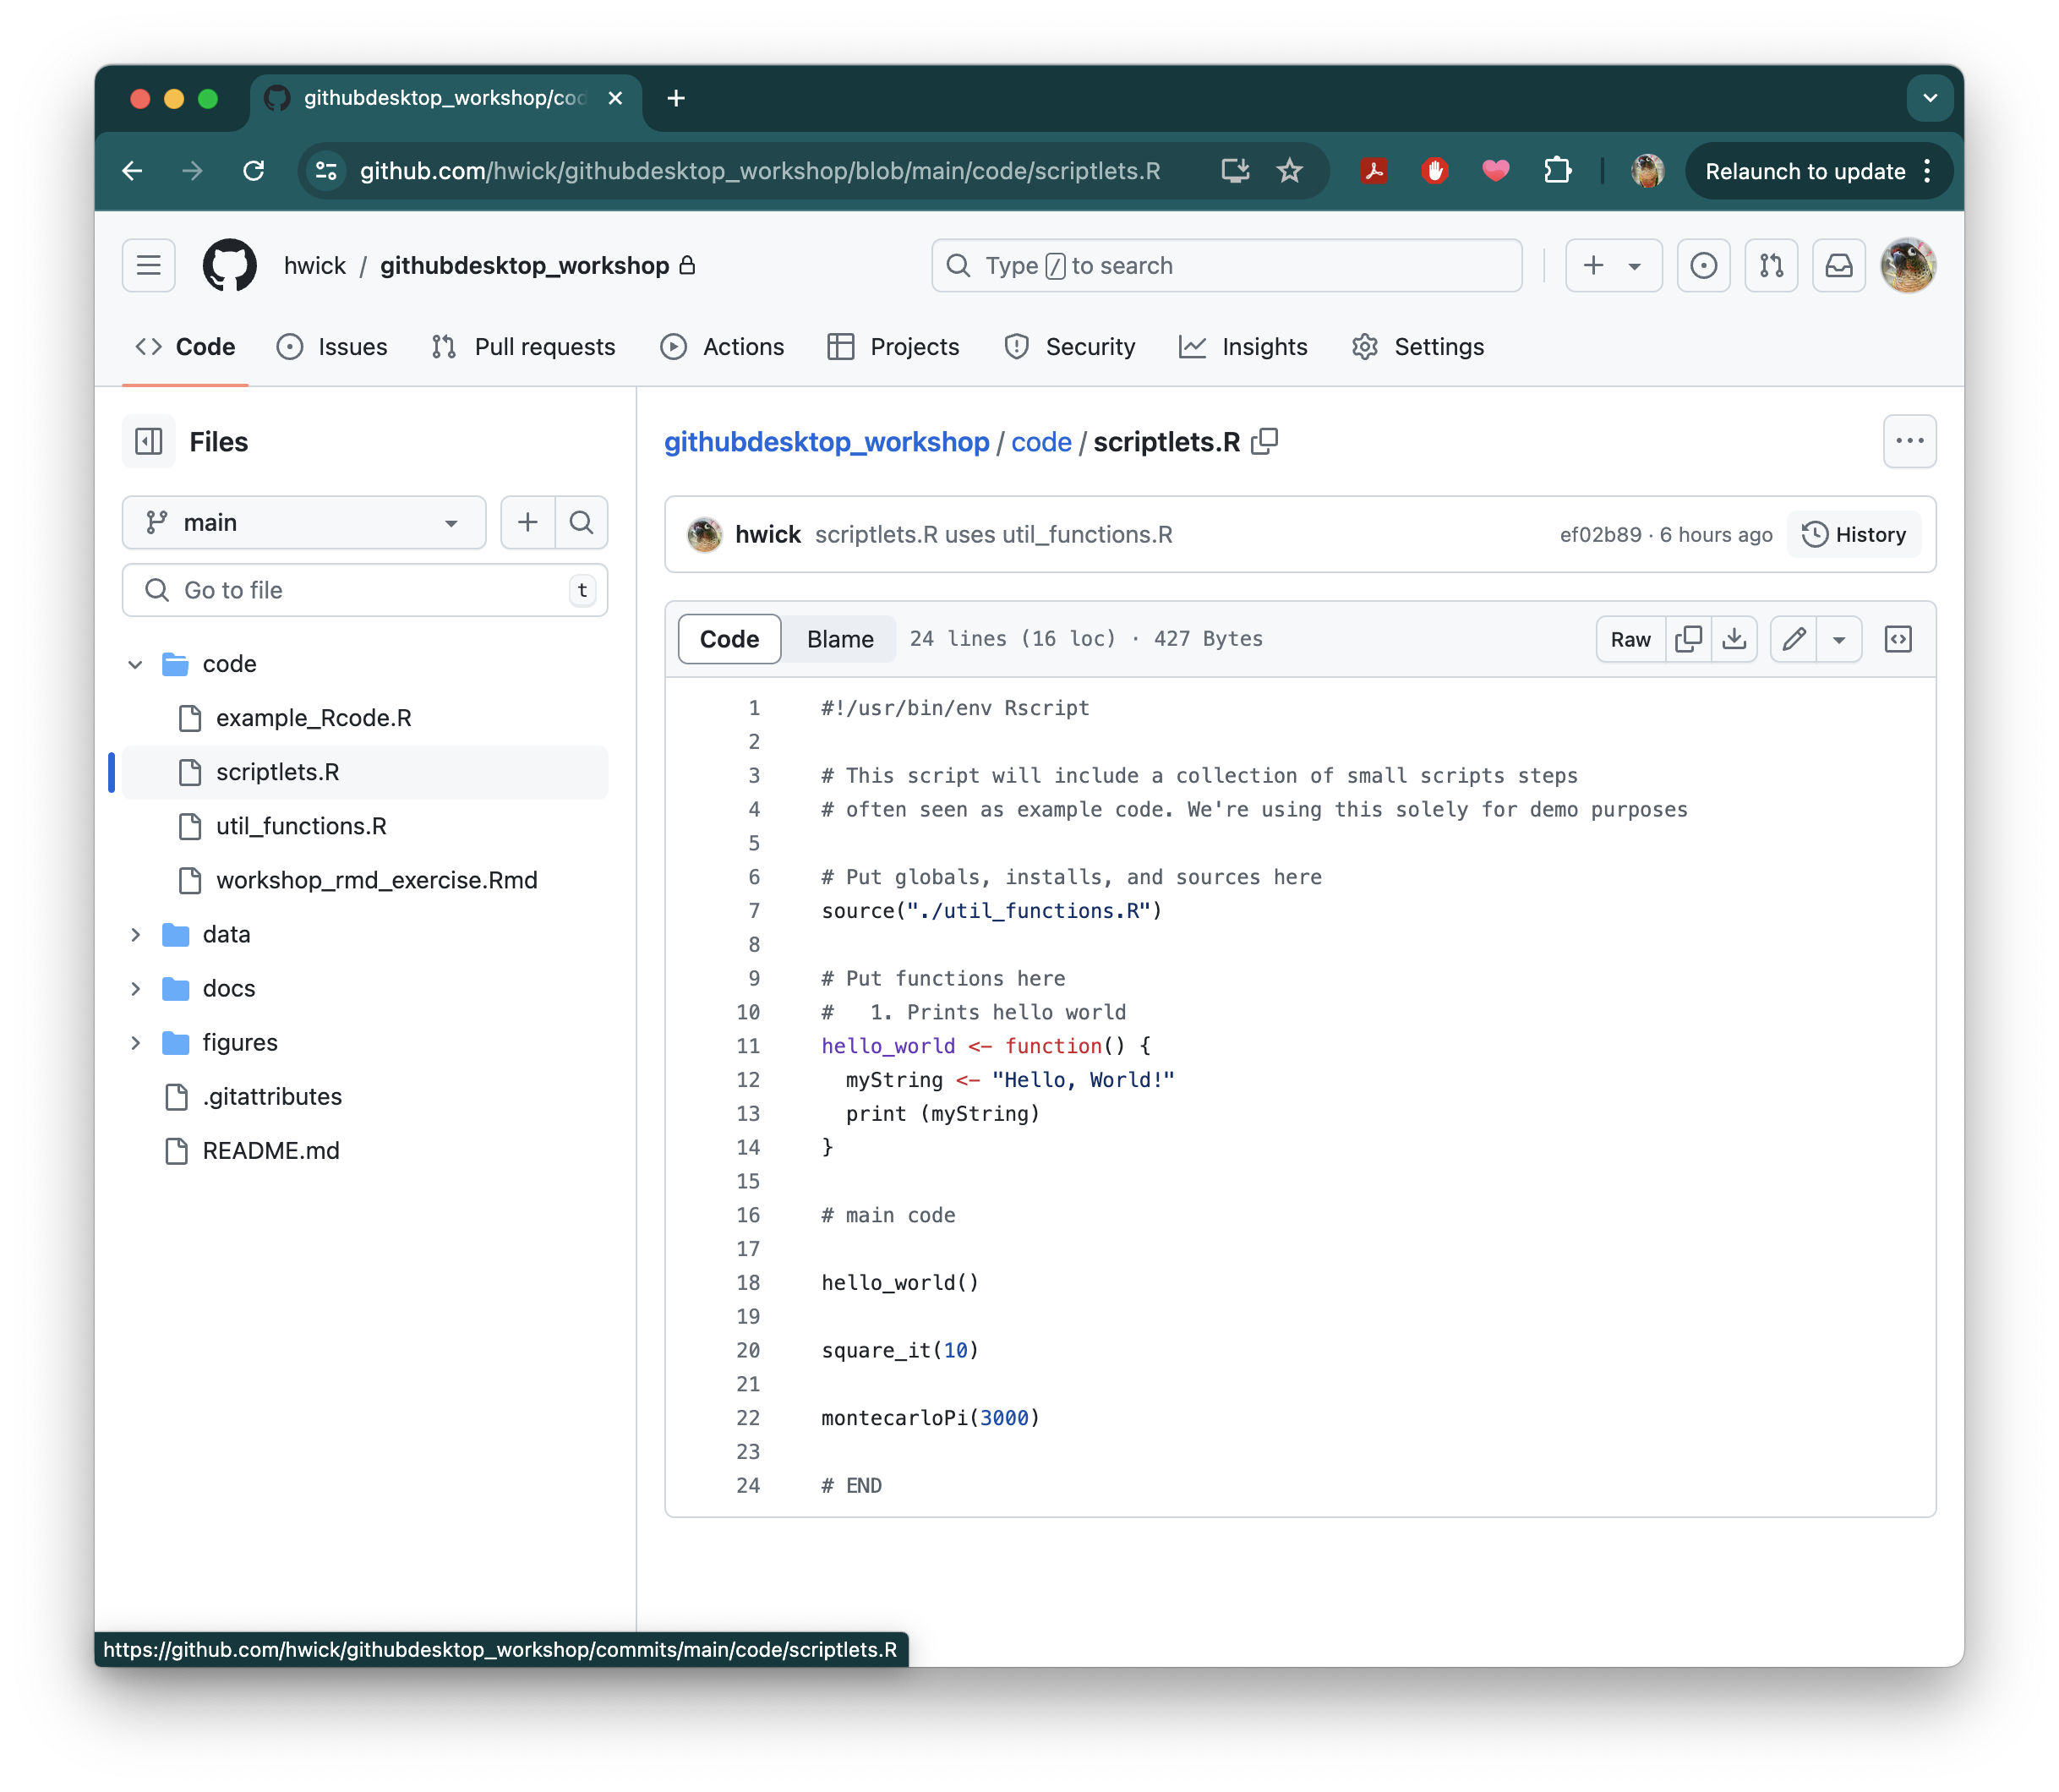 githubdesktop_workshop/cod
github.com/hwick/githubdesktop_workshop/blob/main/code/scriptlets.R
Relaunch to update
hwick / githubdesktop_workshop
Type / to search
Code
Issues
Pull requests
Actions
Projects
Security
Insights
Settings
Files
main
Go to file
t
code
example_Rcode.R
scriptlets.R
util_functions.R
workshop_rmd_exercise.Rmd
data
docs
figures
.gitattributes
README.md
githubdesktop_workshop / code / scriptlets.R
hwick scriptlets.R uses util_functions.R
ef02b89 · 6 hours ago
History
Code
Blame
24 lines (16 loc) · 427 Bytes
Raw
1 #!/usr/bin/env Rscript
2
3 # This script will include a collection of small scripts steps
4 # often seen as example code. We're using this solely for demo purposes
5
6 # Put globals, installs, and sources here
7 source("./util_functions.R")
8
9 # Put functions here
10 #   1. Prints hello world
11 hello_world <- function() {
12   myString <- "Hello, World!"
13   print (myString)
14 }
15
16 # main code
17
18 hello_world()
19
20 square_it(10)
21
22 montecarloPi(3000)
23
24 # END
https://github.com/hwick/githubdesktop_workshop/commits/main/code/scriptlets.R